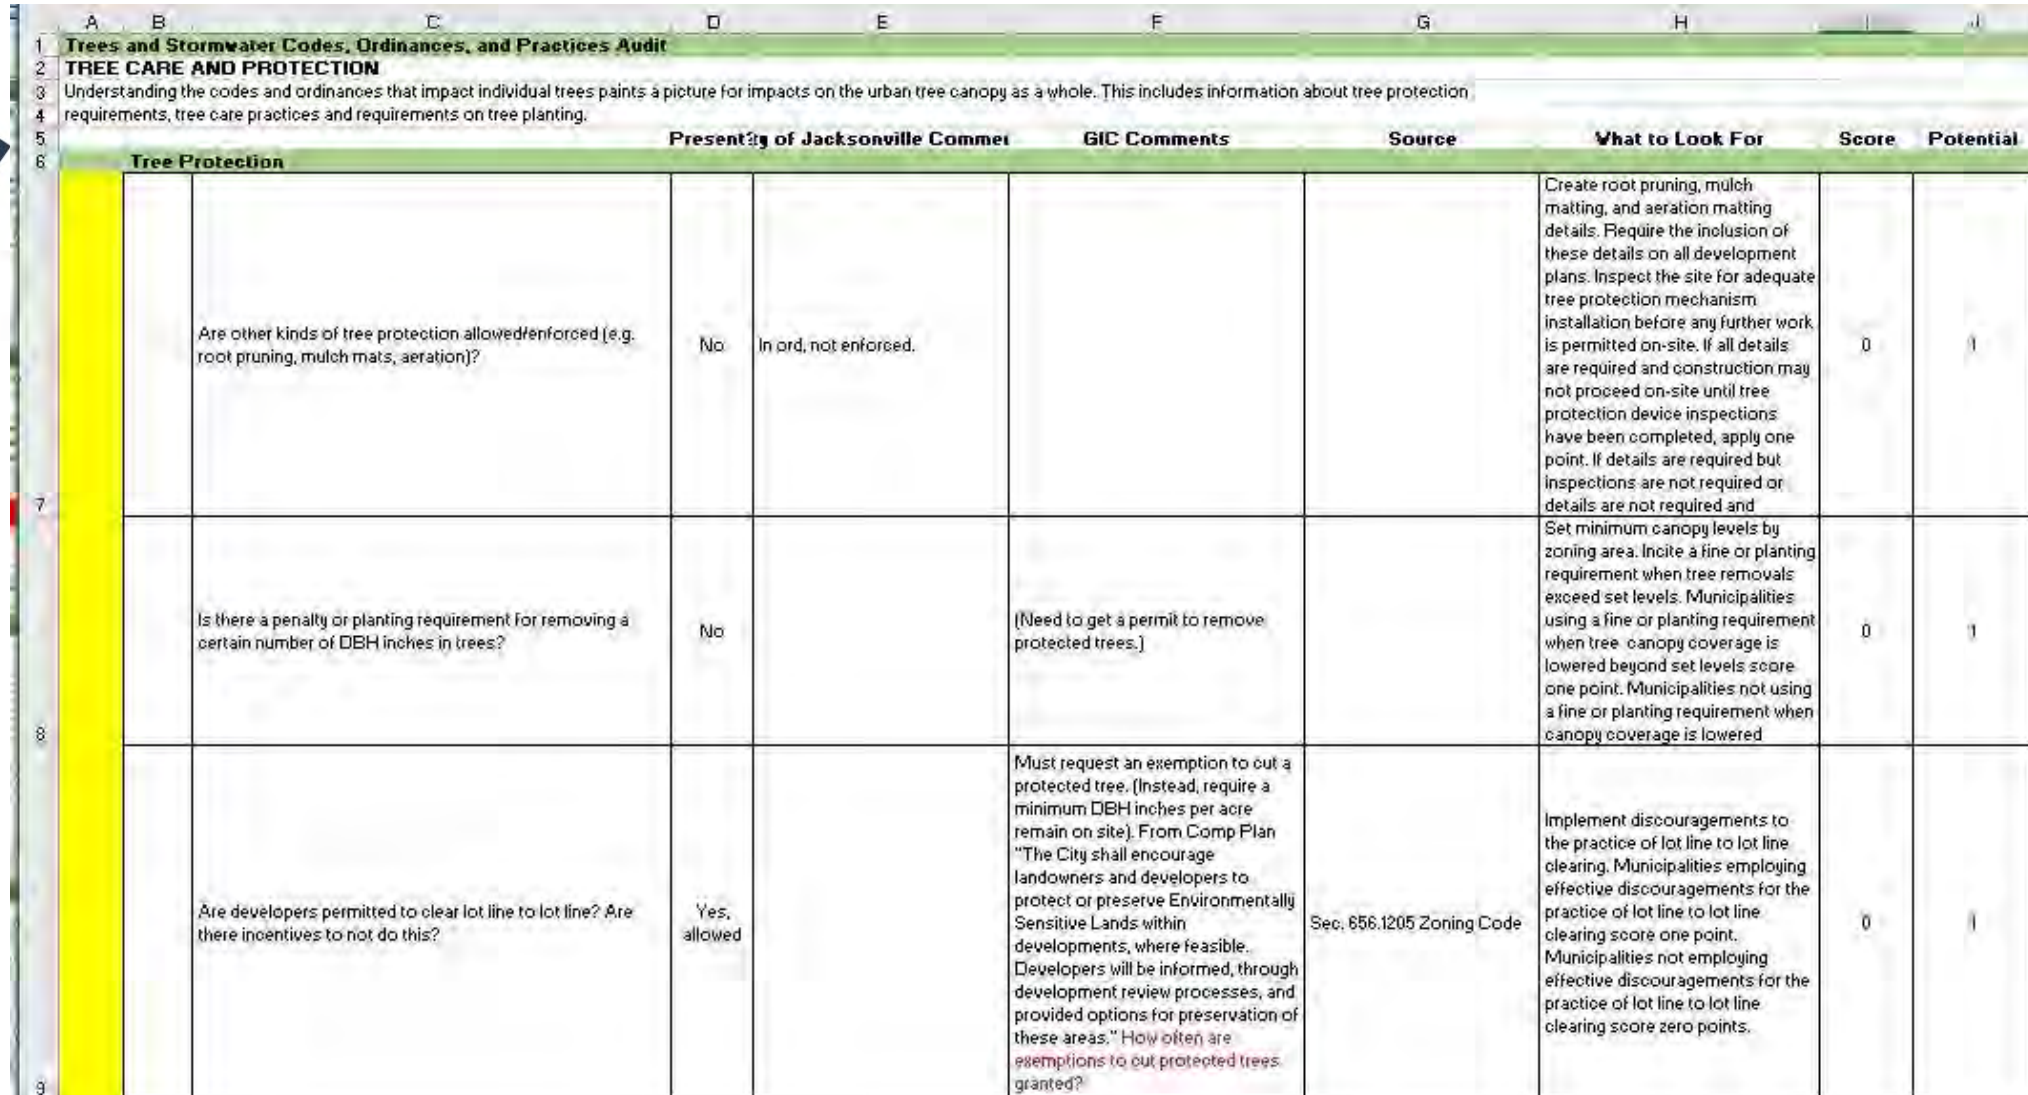 A B C D E F G H I J
1 Trees and Stormwater Codes, Ordinances, and Practices Audit
2 TREE CARE AND PROTECTION
3 Understanding the codes and ordinances that impact individual trees paints a picture for impacts on the urban tree canopy as a whole. This includes information about tree protection
4 requirements, tree care practices and requirements on tree planting.
5 Present? y of Jacksonville Commen GIC Comments Source What to Look For Score Potential
6 Tree Protection
7
Are other kinds of tree protection allowed/enforced (e.g.
root pruning, mulch mats, aeration)?
No
In ord, not enforced.
Create root pruning, mulch
matting, and aeration matting
details. Require the inclusion of
these details on all development
plans. Inspect the site for adequate
tree protection mechanism
installation before any further work
is permitted on-site. If all details
are required and construction may
not proceed on-site until tree
protection device inspections
have been completed, apply one
point. If details are required but
inspections are not required or
details are not required and
0
1
8
Is there a penalty or planting requirement for removing a
certain number of DBH inches in trees?
No
(Need to get a permit to remove
protected trees.)
Set minimum canopy levels by
zoning area. Incite a fine or planting
requirement when tree removals
exceed set levels. Municipalities
using a fine or planting requirement
when tree canopy coverage is
lowered beyond set levels score
one point. Municipalities not using
a fine or planting requirement when
canopy coverage is lowered
0
1
9
Are developers permitted to clear lot line to lot line? Are
there incentives to not do this?
Yes,
allowed
Must request an exemption to cut a
protected tree. (Instead, require a
minimum DBH inches per acre
remain on site). From Comp Plan
"The City shall encourage
landowners and developers to
protect or preserve Environmentally
Sensitive Lands within
developments, where feasible.
Developers will be informed, through
development review processes, and
provided options for preservation of
these areas." How often are
exemptions to cut protected trees
granted?
Sec. 656.1205 Zoning Code
Implement discouragements to
the practice of lot line to lot line
clearing. Municipalities employing
effective discouragements for the
practice of lot line to lot line
clearing score one point.
Municipalities not employing
effective discouragements for the
practice of lot line to lot line
clearing score zero points.
0
1